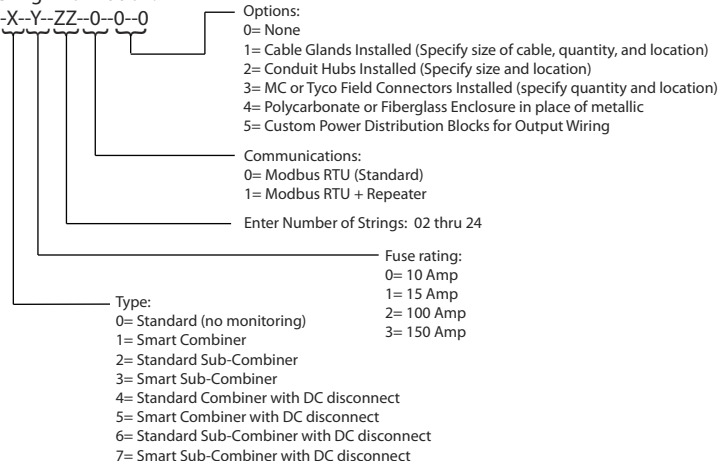 -X--Y--ZZ--0--0--0
Options:
0= None
1= Cable Glands Installed (Specify size of cable, quantity, and location)
2= Conduit Hubs Installed (Specify size and location)
3= MC or Tyco Field Connectors Installed (specify quantity and location)
4= Polycarbonate or Fiberglass Enclosure in place of metallic
5= Custom Power Distribution Blocks for Output Wiring
Communications:
0= Modbus RTU (Standard)
1= Modbus RTU + Repeater
Enter Number of Strings: 02 thru 24
Fuse rating:
0= 10 Amp
1= 15 Amp
2= 100 Amp
3= 150 Amp
Type:
0= Standard (no monitoring)
1= Smart Combiner
2= Standard Sub-Combiner
3= Smart Sub-Combiner
4= Standard Combiner with DC disconnect
5= Smart Combiner with DC disconnect
6= Standard Sub-Combiner with DC disconnect
7= Smart Sub-Combiner with DC disconnect